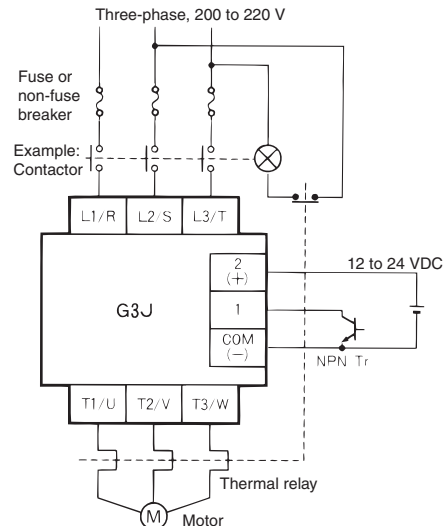 Three-phase, 200 to 220 V
Fuse or
non-fuse
breaker
Example:
Contactor
L1/R L2/S L3/T
2
(+)
12 to 24 VDC
G3J
1
COM
(−)
NPN Tr
T1/U T2/V T3/W
Thermal relay
M
Motor